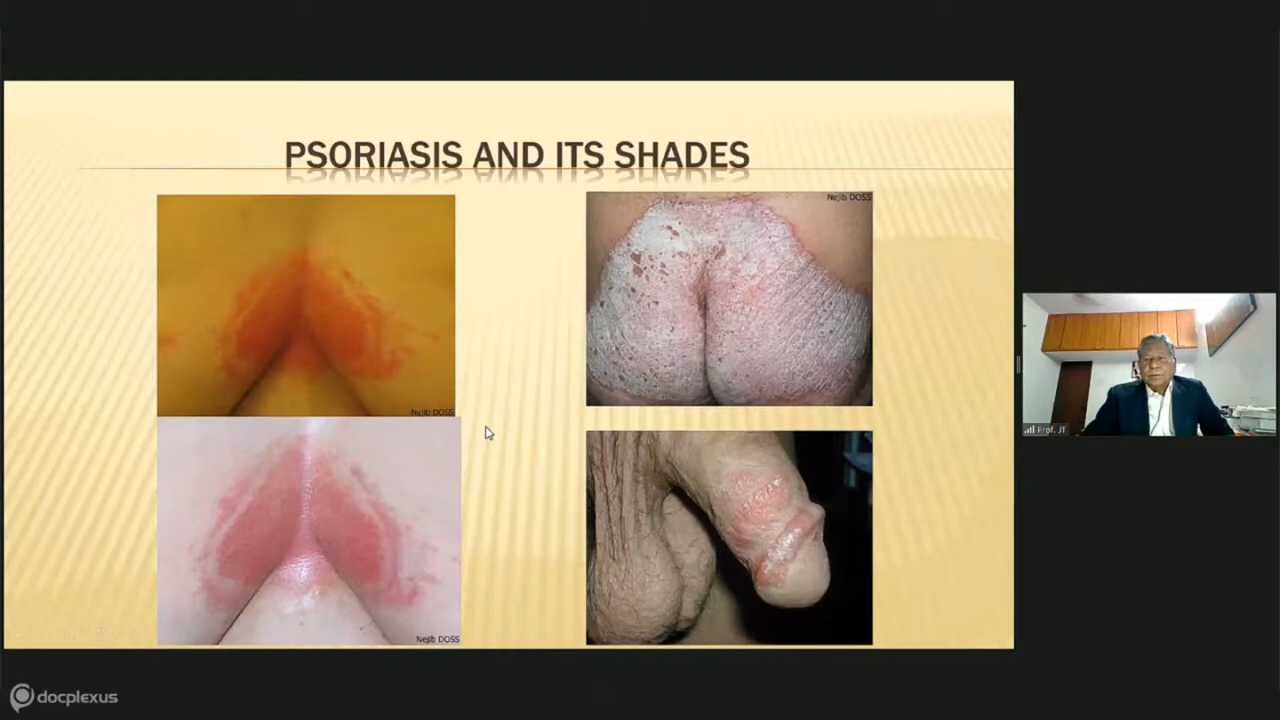 PSORIASIS AND ITS SHADES
Nejib DOSS
Nejib DOSS
Nejib DOSS
Prof. JT
docplexus